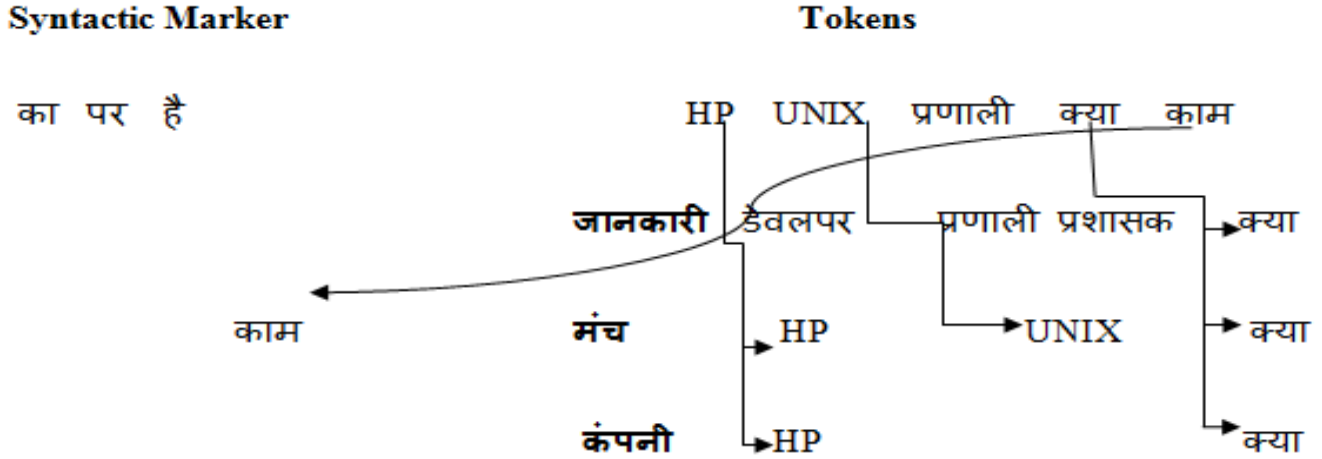 Syntactic Marker Tokens
का पर है HP UNIX प्रणाली क्या काम
जानकारी डेवलपर प्रणाली प्रशासक क्या
काम मंच HP UNIX क्या
कंपनी HP क्या